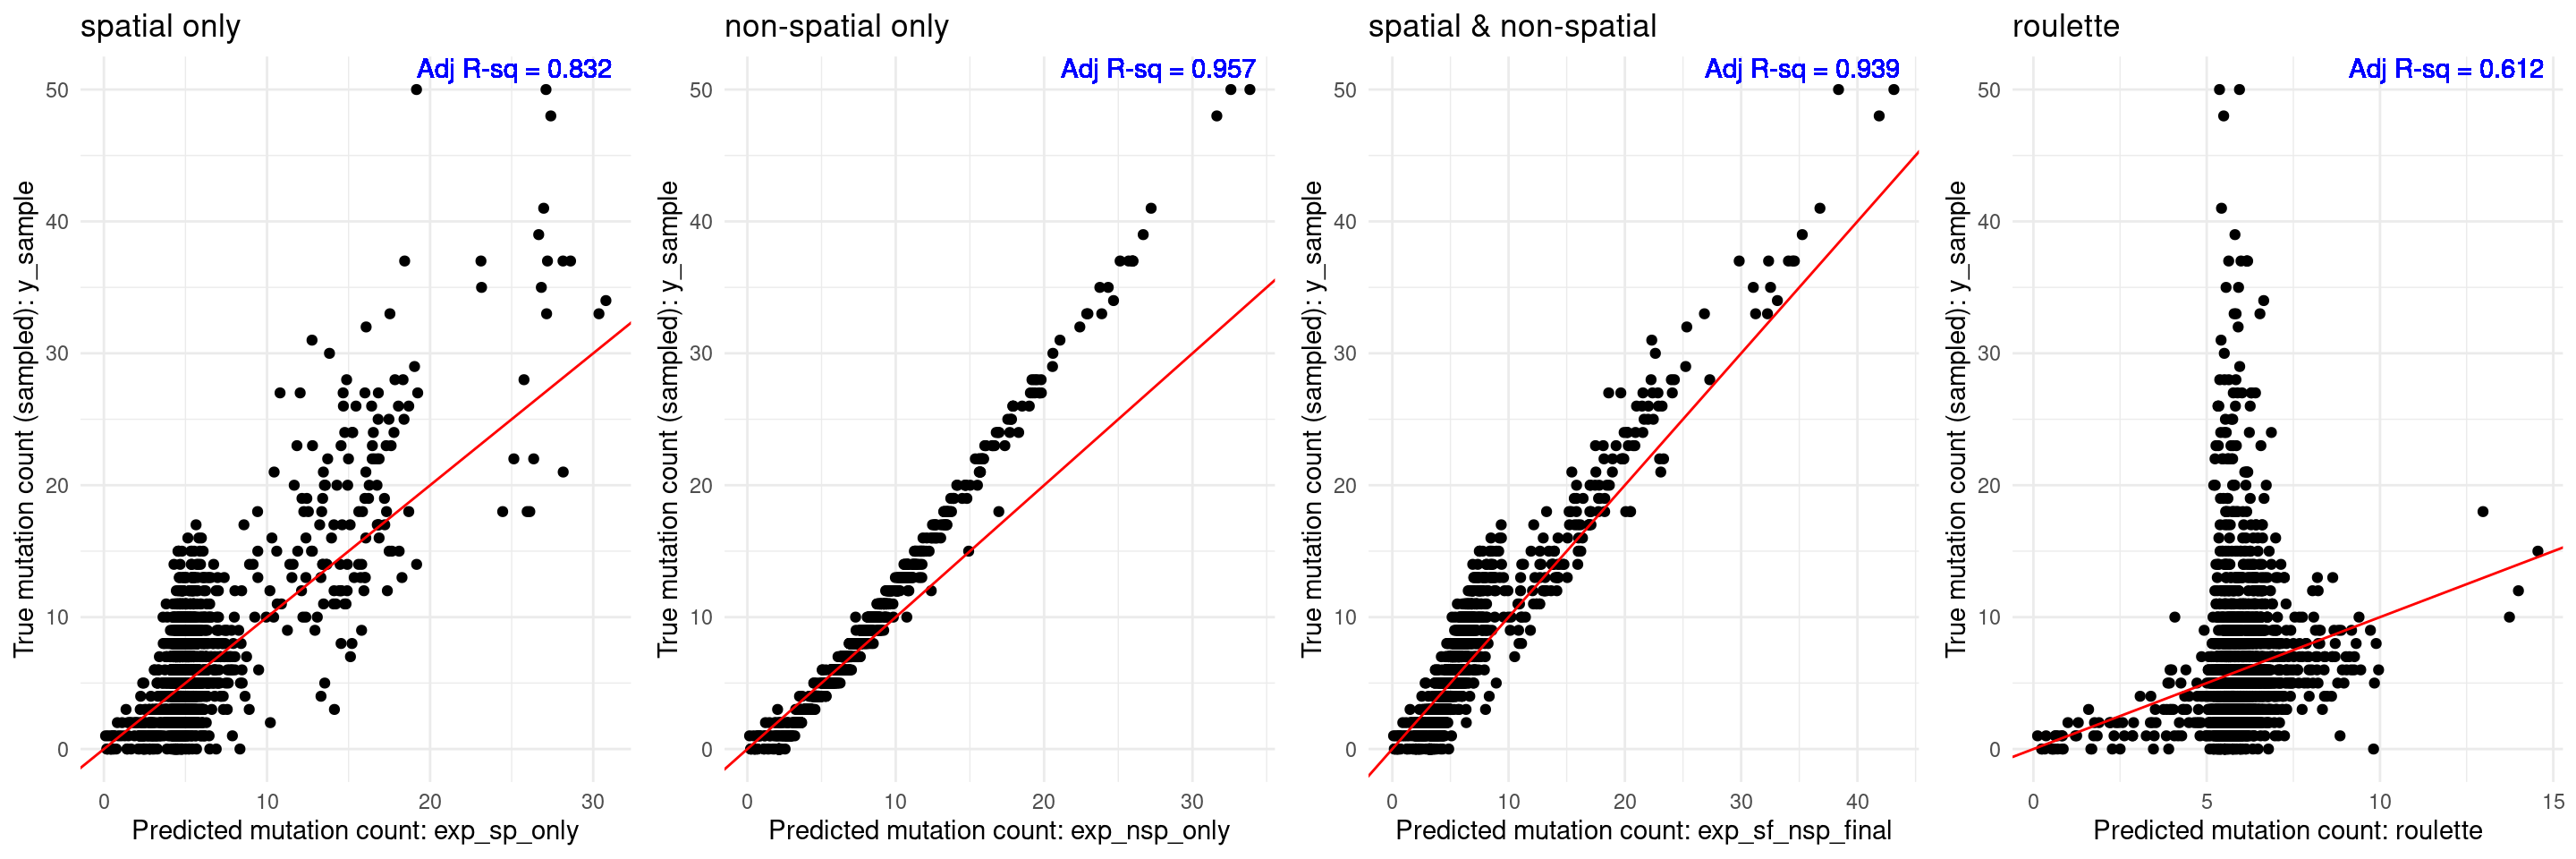 spatial only
Adj R-sq = 0.832
True mutation count (sampled): y_sample
50
40
30
20
10
0
0 10 20 30
Predicted mutation count: exp_sp_only
non-spatial only
Adj R-sq = 0.957
True mutation count (sampled): y_sample
50
40
30
20
10
0
0 10 20 30
Predicted mutation count: exp_nsp_only
spatial & non-spatial
Adj R-sq = 0.939
True mutation count (sampled): y_sample
50
40
30
20
10
0
0 10 20 30 40
Predicted mutation count: exp_sf_nsp_final
roulette
Adj R-sq = 0.612
True mutation count (sampled): y_sample
50
40
30
20
10
0
0 5 10 15
Predicted mutation count: roulette